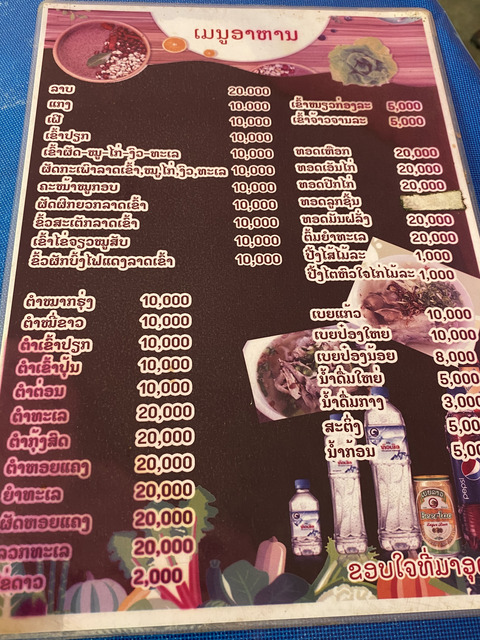 ເມນູອາຫານ
ລາບ 20,000
ແກງ 10,000
ເຝີ 10,000
ເຂົ້າປຽກ 10,000
ເຂົ້າຜັດ-ໝູ-ໄກ່-ງົວ-ທະເລ 10,000
ຜັດກະເພົາລາດເຂົ້າ,ໝູ,ໄກ່,ງົວ,ທະເລ 10,000
ຄະໜ້າໝູກອບ 10,000
ຜັດຜັກຍວກລາດເຂົ້າ 10,000
ຂົ້ວສະເຕັກລາດເຂົ້າ 10,000
ເຂົ້າໄຂ່ຈຽວໝູສັບ 10,000
ຂົ້ວຜັກບົ້ງໄຟແດງລາດເຂົ້າ 10,000
ເຂົ້າໜຽວກ່ອງລະ 5,000
ເຂົ້າຈ້າວຈານລະ 5,000
ທອດເຫືອກ 20,000
ທອດເອັນໄກ່ 20,000
ທອດປີກໄກ່ 20,000
ທອດລູກຊີ້ນ
ທອດມັນຝລັ່ງ 20,000
ຕົ້ມຍຳທະເລ 20,000
ປີ້ງໄສ້ໄມ້ລະ 1,000
ປີ້ງໄຕຫົວໃຈໄກ່ໄມ້ລະ 1,000
ຕຳໝາກຮຸ່ງ 10,000
ຕຳໝີ່ຂາວ 10,000
ຕຳເຂົ້າປຽກ 10,000
ຕຳເຂົ້າປຸ້ນ 10,000
ຕຳຕ່ອນ 10,000
ຕຳທະເລ 20,000
ຕຳກຸ້ງສົດ 20,000
ຕຳຫອຍແຄງ 20,000
ຍຳທະເລ 20,000
ຜັດຫອຍແຄງ 20,000
ລວກທະເລ 20,000
ໄຂ່ດາວ 2,000
ເບຍແກ້ວ 10,000
ເບຍປ໋ອງໃຫຍ 10,000
ເບຍປ໋ອງນ້ອຍ 8,000
ນ້ຳດື່ມໃຫຍ່ 5,000
ນ້ຳດື່ມກາງ 3,000
ສະຕິ່ງ 5,00
ນ້ຳກ້ອນ 5,00
pepsi
ຂອບໃຈທີ່ມາອຸ